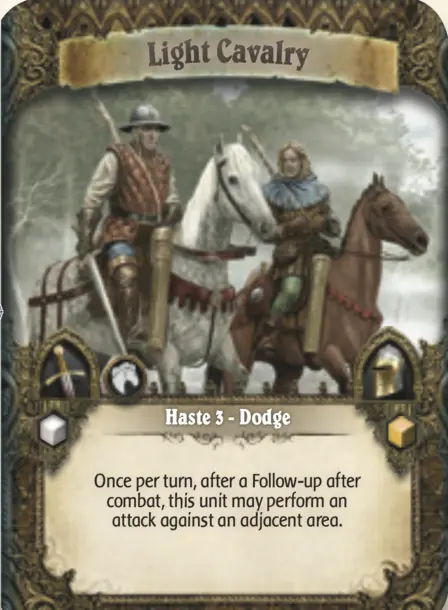 Light Cavalry
Haste 3 - Dodge
Once per turn, after a Follow-up after
combat, this unit may perform an
attack against an adjacent area.